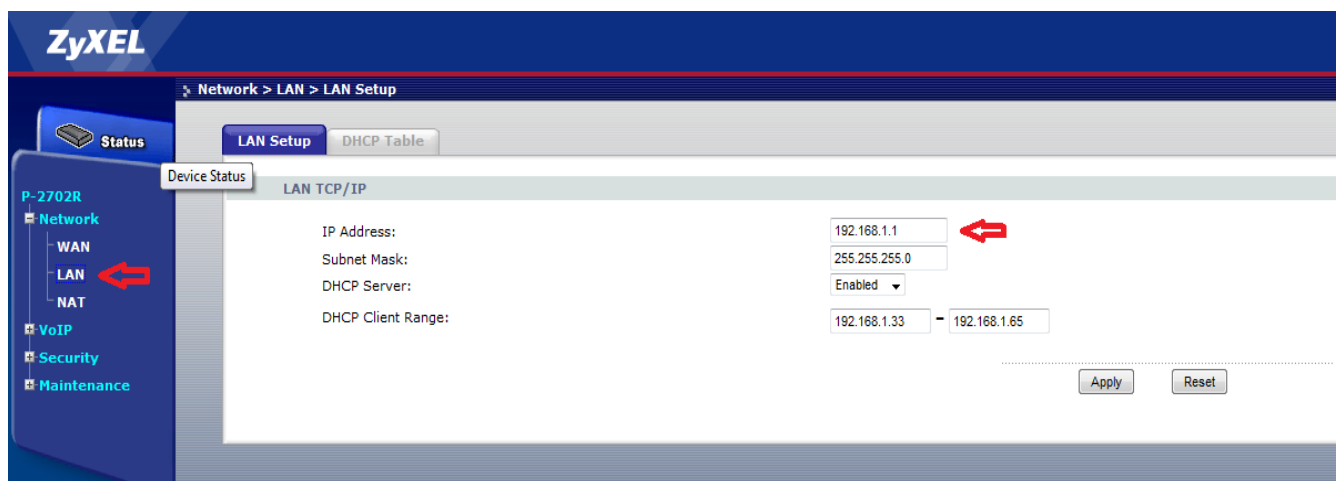 ZyXEL
Network > LAN > LAN Setup
Status
LAN Setup
DHCP Table
Device Status
LAN TCP/IP
P-2702R
Network
WAN
LAN
NAT
VoIP
Security
Maintenance
IP Address: 192.168.1.1
Subnet Mask: 255.255.255.0
DHCP Server: Enabled
DHCP Client Range: 192.168.1.33 - 192.168.1.65
Apply
Reset